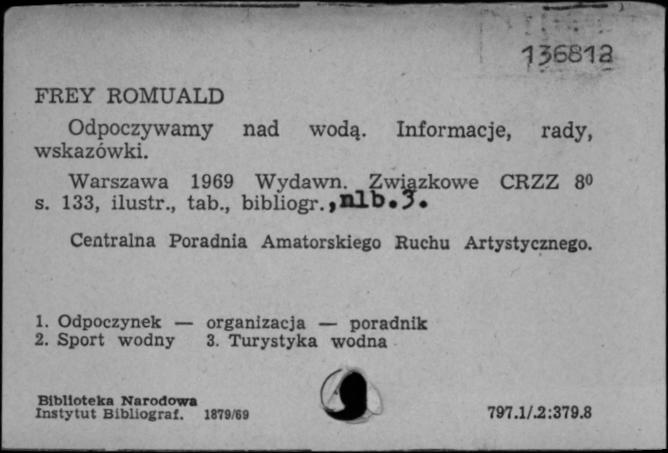 136812
FREY ROMUALD
Odpoczywamy nad wodą. Informacje, rady,
wskazówki.
Warszawa 1969 Wydawn. Związkowe CRZZ 8⁰
s. 133, ilustr., tab., bibliogr., nlb. 3.
Centralna Poradnia Amatorskiego Ruchu Artystycznego.
1. Odpoczynek — organizacja — poradnik
2. Sport wodny 3. Turystyka wodna
Biblioteka Narodowa
Instytut Bibliograf. 1879/69
797.1/.2:379.8